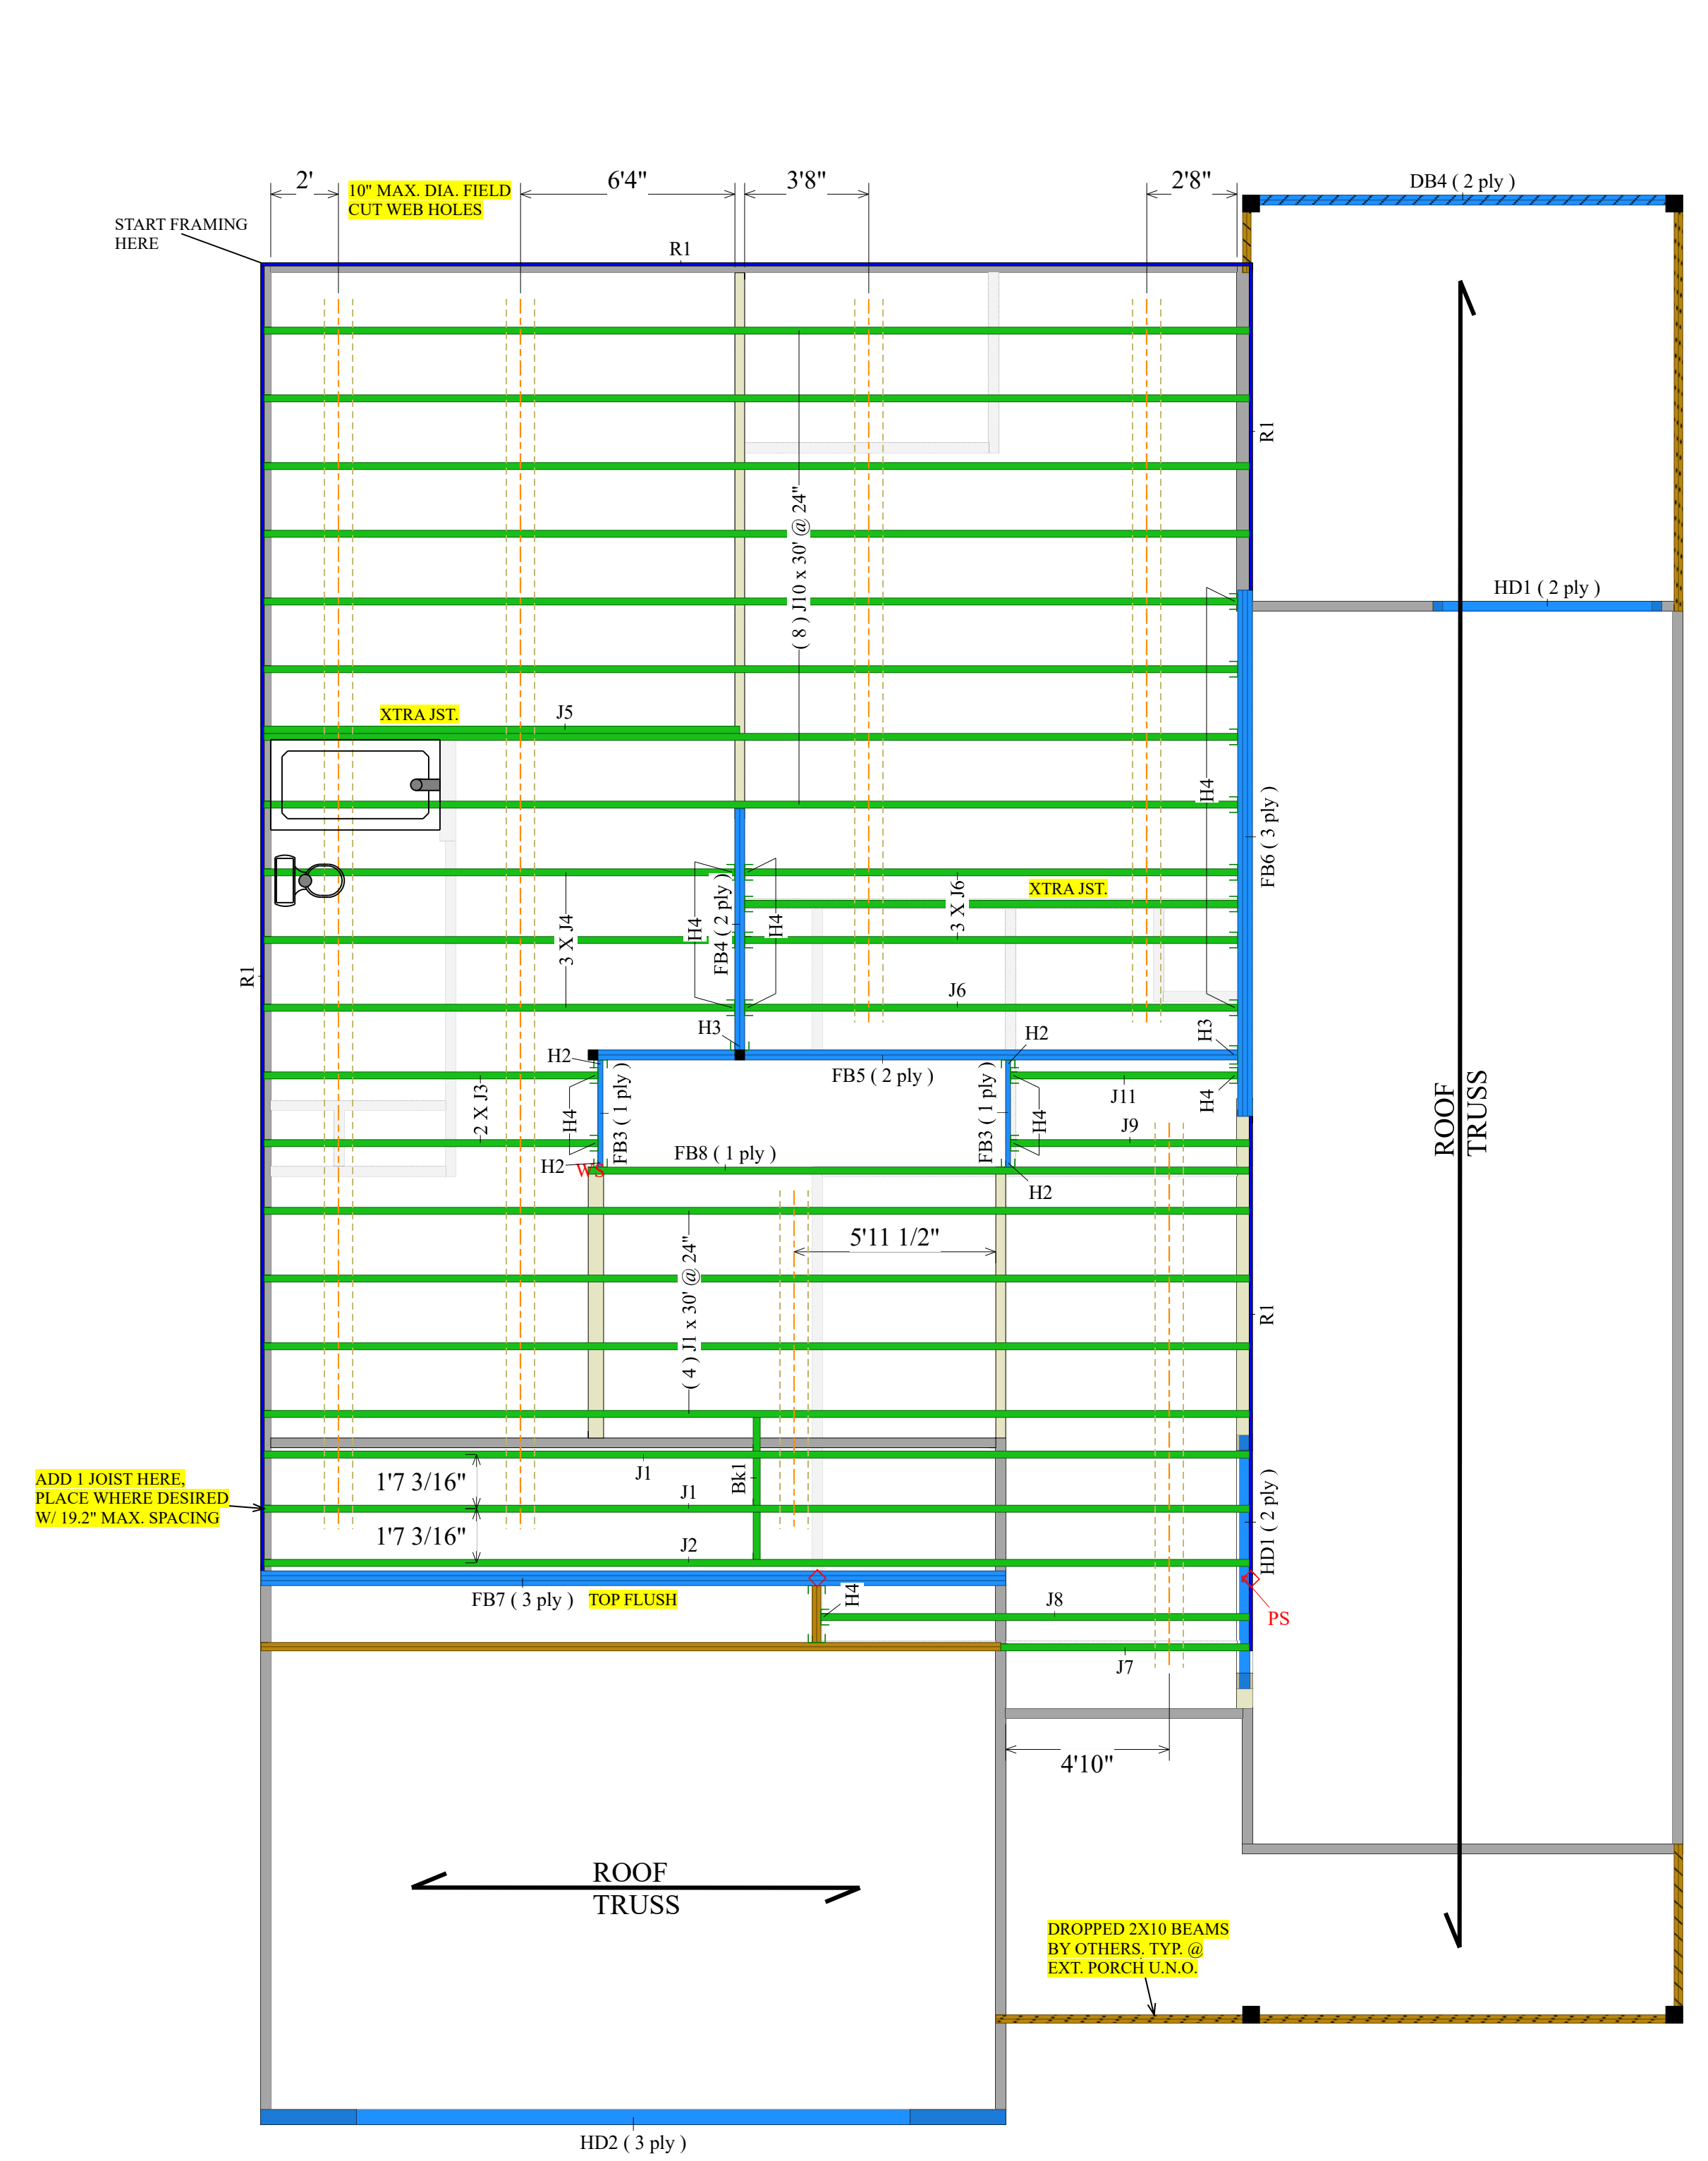 2'
10" MAX. DIA. FIELD
CUT WEB HOLES
6'4"
3'8"
2'8"
DB4 ( 2 ply )
START FRAMING
HERE
R1
R1
( 8 ) J10 x 30' @ 24"
HD1 ( 2 ply )
XTRA JST.
J5
H4
FB6 ( 3 ply )
XTRA JST.
3 X J4
H4
FB4 ( 2 ply )
H4
3 X J6
R1
J6
H3
H2
H2
H3
FB5 ( 2 ply )
2 X J3
H4
FB3 ( 1 ply )
FB3 ( 1 ply )
H4
J11
H4
J9
ROOF
TRUSS
H2
WS
FB8 ( 1 ply )
H2
5'11 1/2"
( 4 ) J1 x 30' @ 24"
R1
J1
1'7 3/16"
J1
Bk1
ADD 1 JOIST HERE,
PLACE WHERE DESIRED
W/ 19.2" MAX. SPACING
1'7 3/16"
J2
HD1 ( 2 ply )
FB7 ( 3 ply )
TOP FLUSH
H4
J8
PS
J7
4'10"
ROOF
TRUSS
DROPPED 2X10 BEAMS
BY OTHERS. TYP. @
EXT. PORCH U.N.O.
HD2 ( 3 ply )